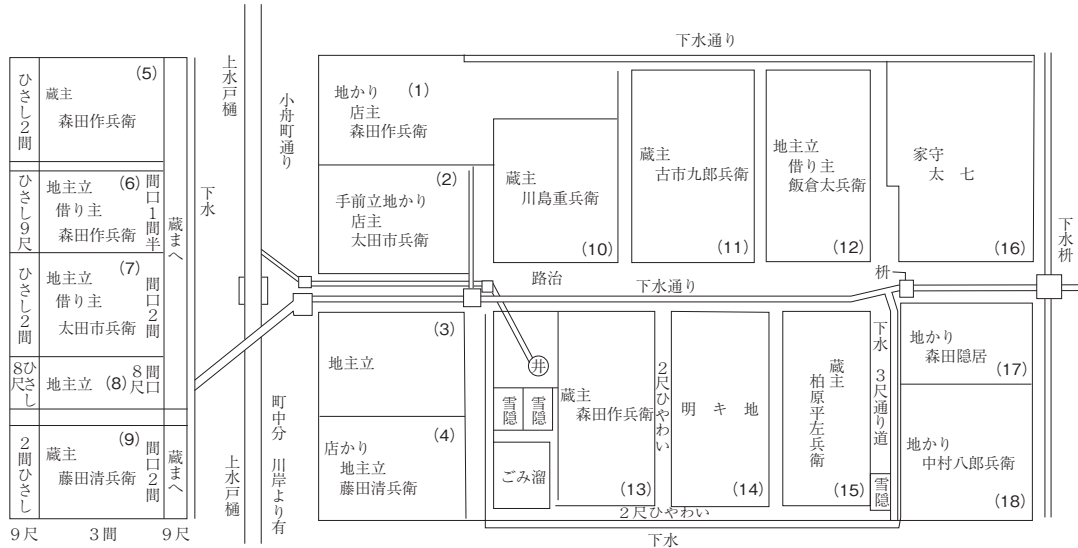 下水通り
上水戸樋
小舟町通り
ひさし2間
(5)
蔵主
森田作兵衛
ひさし9尺
(6)
地主立
借り主
森田作兵衛
間口1間半
蔵まへ
下水
ひさし2間
(7)
地主立
借り主
太田市兵衛
間口2間
ひさし8尺
地主立
(8)
間口8尺
2間ひさし
(9)
蔵主
藤田清兵衛
間口2間
蔵まへ
9尺
3間
9尺
上水戸樋
町中分 川岸より有
地かり
(1)
店主
森田作兵衛
(2)
手前立地かり
店主
太田市兵衛
蔵主
川島重兵衛
(10)
蔵主
古市九郎兵衛
(11)
地主立
借り主
飯倉太兵衛
(12)
家守
太 七
(16)
下水枡
路治
下水通り
枡
(3)
地主立
(4)
店かり
地主立
藤田清兵衛
井
雪隠
雪隠
ごみ溜
蔵主
森田作兵衛
(13)
2尺ひやわい
明キ地
(14)
蔵主
柏原平左兵衛
(15)
下水 3尺通り道
雪隠
地かり
森田隠居
(17)
地かり
中村八郎兵衛
(18)
2尺ひやわい
下水